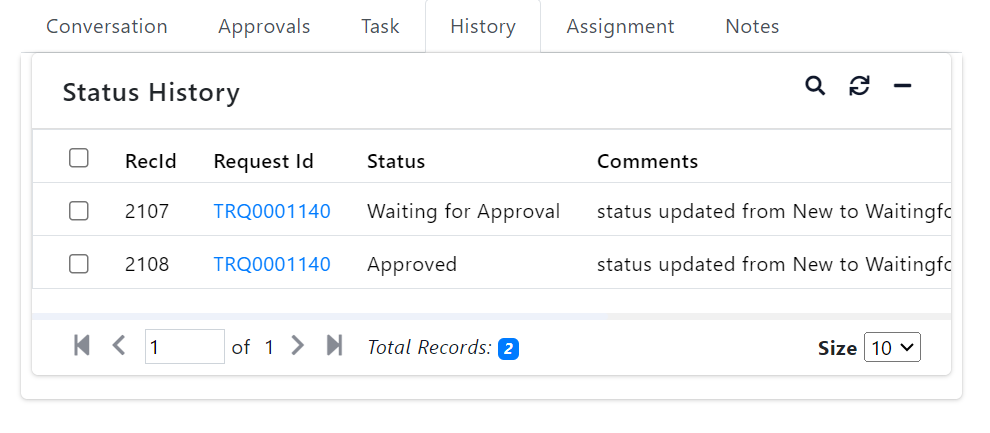 Conversation Approvals Task History Assignment Notes
Status History
RecId Request Id Status Comments
2107 TRQ0001140 Waiting for Approval status updated from New to Waitingfo
2108 TRQ0001140 Approved status updated from New to Waitingfo
1 of 1 Total Records: 2 Size 10